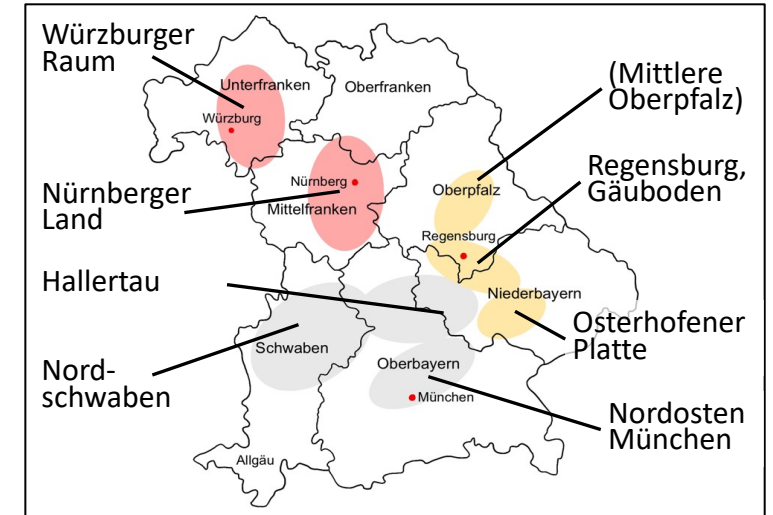 Würzburger
Raum
Unterfranken
Oberfranken
Würzburg
(Mittlere
Oberpfalz)
Nürnberger
Land
Nürnberg
Mittelfranken
Oberpfalz
Regensburg,
Gäuboden
Regensburg
Hallertau
Niederbayern
Osterhofener
Platte
Schwaben
Oberbayern
Nord-
schwaben
München
Nordosten
München
Allgäu